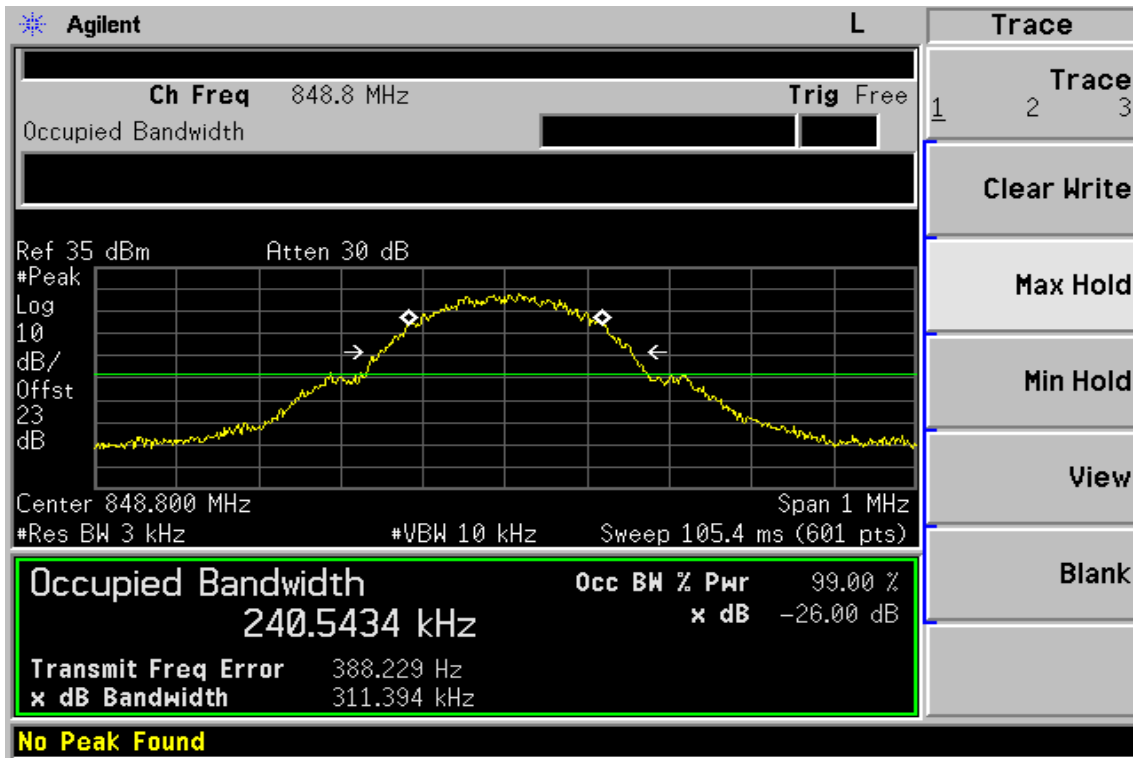 Agilent L Trace
Ch Freq 848.8 MHz Trig Free
Occupied Bandwidth
Trace
1 2 3
Clear Write
Ref 35 dBm Atten 30 dB
#Peak
Log
10
dB/
Offst
23
dB
Max Hold
Min Hold
View
Center 848.800 MHz Span 1 MHz
#Res BW 3 kHz #VBW 10 kHz Sweep 105.4 ms (601 pts)
Blank
Occupied Bandwidth Occ BW % Pwr 99.00 %
240.5434 kHz x dB -26.00 dB
Transmit Freq Error 388.229 Hz
x dB Bandwidth 311.394 kHz
No Peak Found